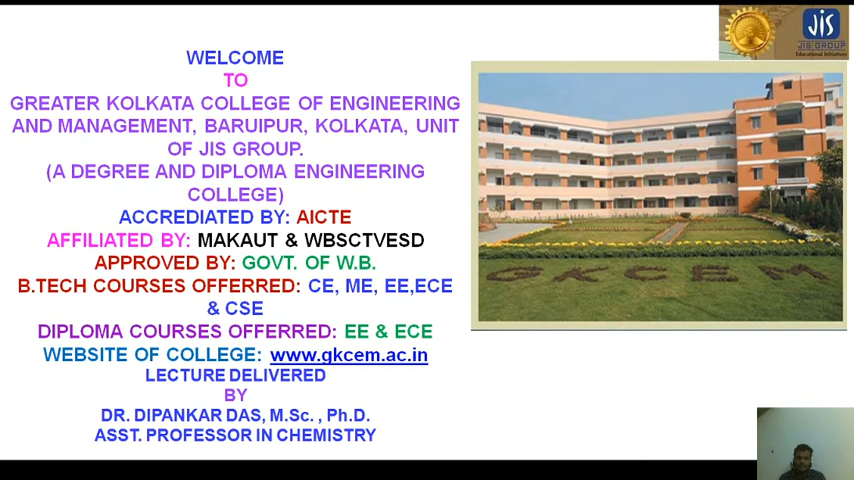 WELCOME
TO
GREATER KOLKATA COLLEGE OF ENGINEERING
AND MANAGEMENT, BARUIPUR, KOLKATA, UNIT
OF JIS GROUP.
(A DEGREE AND DIPLOMA ENGINEERING
COLLEGE)
ACCREDIATED BY: AICTE
AFFILIATED BY: MAKAUT & WBSCTVESD
APPROVED BY: GOVT. OF W.B.
B.TECH COURSES OFFERRED: CE, ME, EE,ECE
& CSE
DIPLOMA COURSES OFFERRED: EE & ECE
WEBSITE OF COLLEGE: www.gkcem.ac.in
LECTURE DELIVERED
BY
DR. DIPANKAR DAS, M.Sc. , Ph.D.
ASST. PROFESSOR IN CHEMISTRY
JIS
JIS GROUP
Educational Initiatives
GKCEM